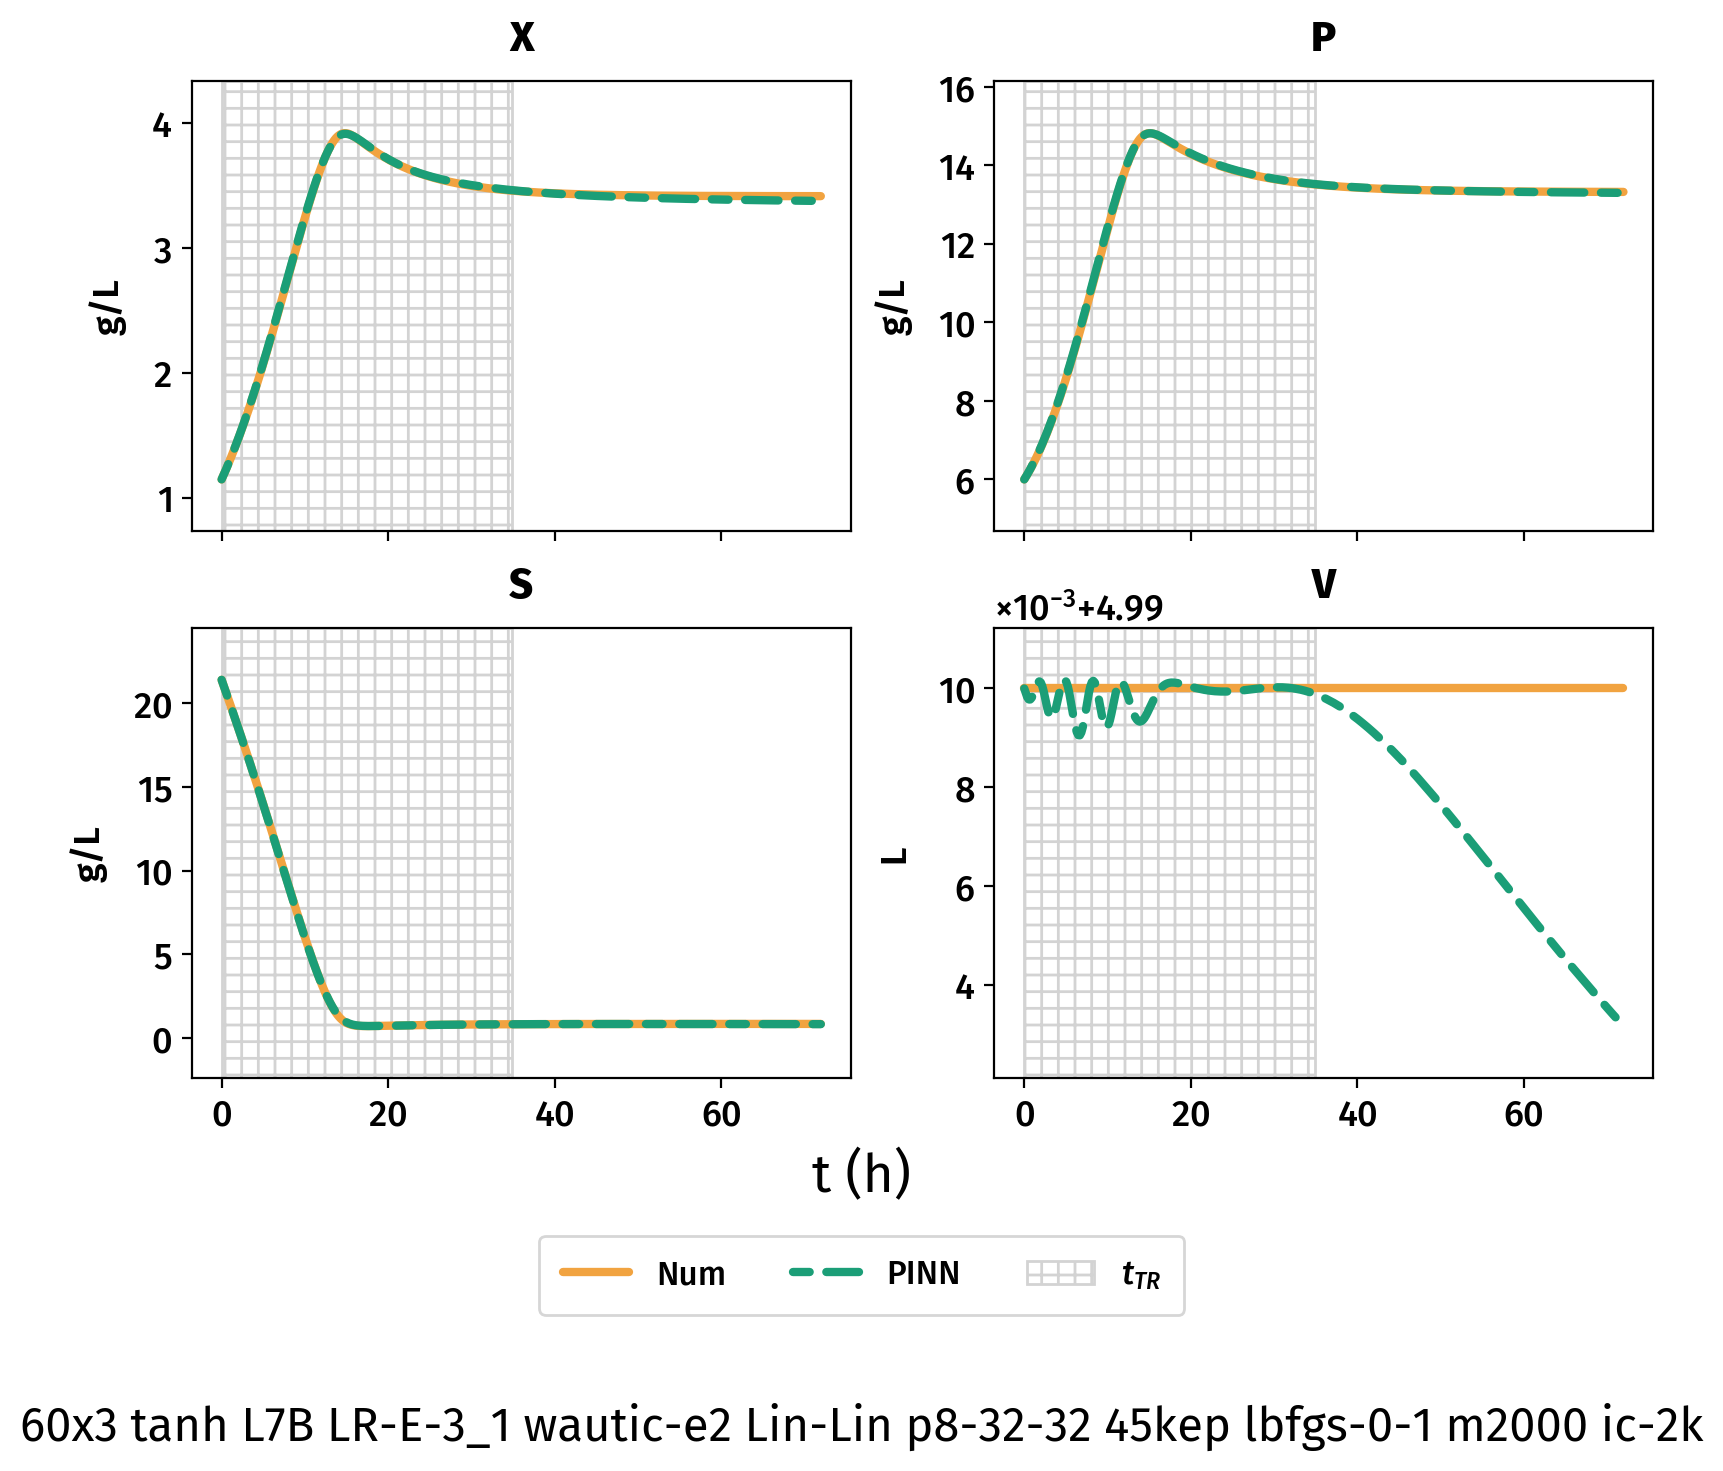 X
P
4
3
2
1
g/L
16
14
12
10
8
6
g/L
S
V
×10⁻³+4.99
20
15
10
5
0
g/L
10
8
6
4
L
0 20 40 60
0 20 40 60
t (h)
Num PINN t_TR
60x3 tanh L7B LR-E-3_1 wautic-e2 Lin-Lin p8-32-32 45kep lbfgs-0-1 m2000 ic-2k